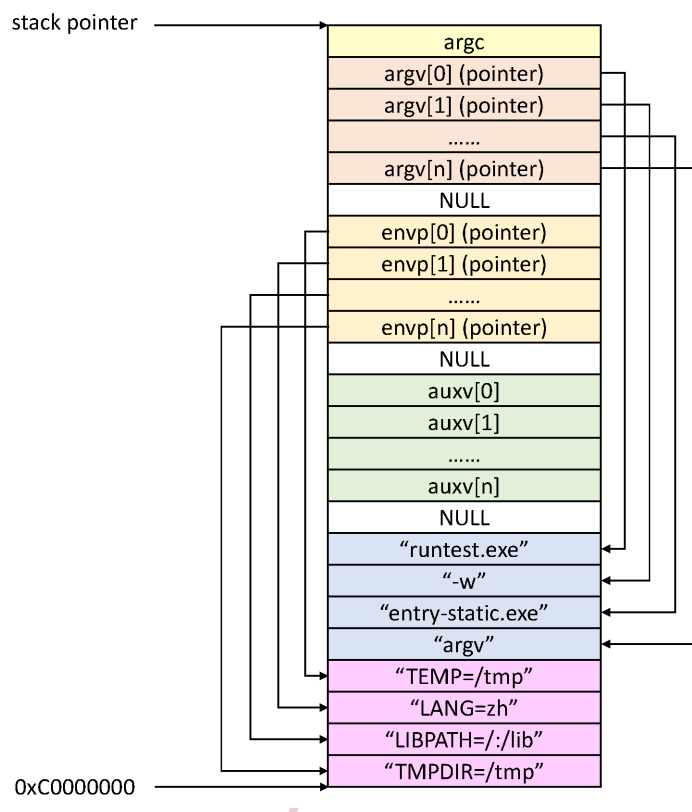 stack pointer
argc
argv[0] (pointer)
argv[1] (pointer)
……
argv[n] (pointer)
NULL
envp[0] (pointer)
envp[1] (pointer)
……
envp[n] (pointer)
NULL
auxv[0]
auxv[1]
……
auxv[n]
NULL
“runtest.exe”
“-w”
“entry-static.exe”
“argv”
“TEMP=/tmp”
“LANG=zh”
“LIBPATH=/:/lib”
“TMPDIR=/tmp”
0xC0000000